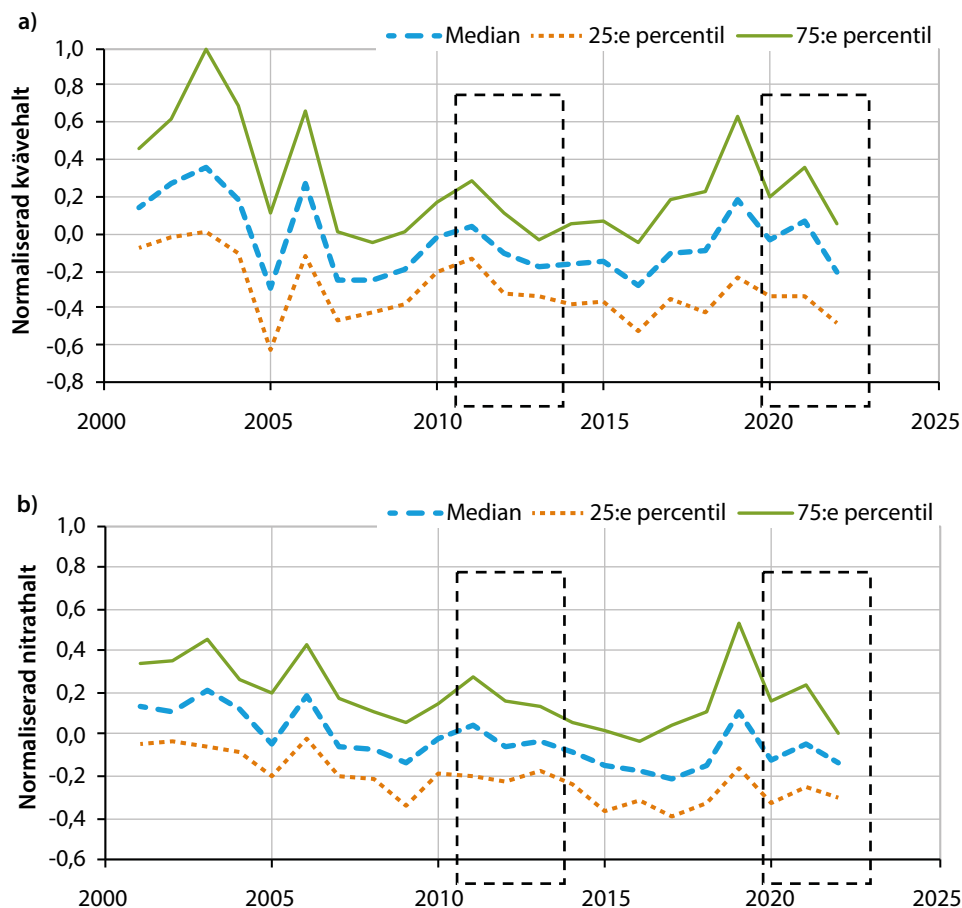 a)
Median 25:e percentil 75:e percentil
Normaliserad kvävehalt
1,0
0,8
0,6
0,4
0,2
0,0
-0,2
-0,4
-0,6
-0,8
2000 2005 2010 2015 2020 2025
b)
Median 25:e percentil 75:e percentil
Normaliserad nitrathalt
1,0
0,8
0,6
0,4
0,2
0,0
-0,2
-0,4
-0,6
2000 2005 2010 2015 2020 2025